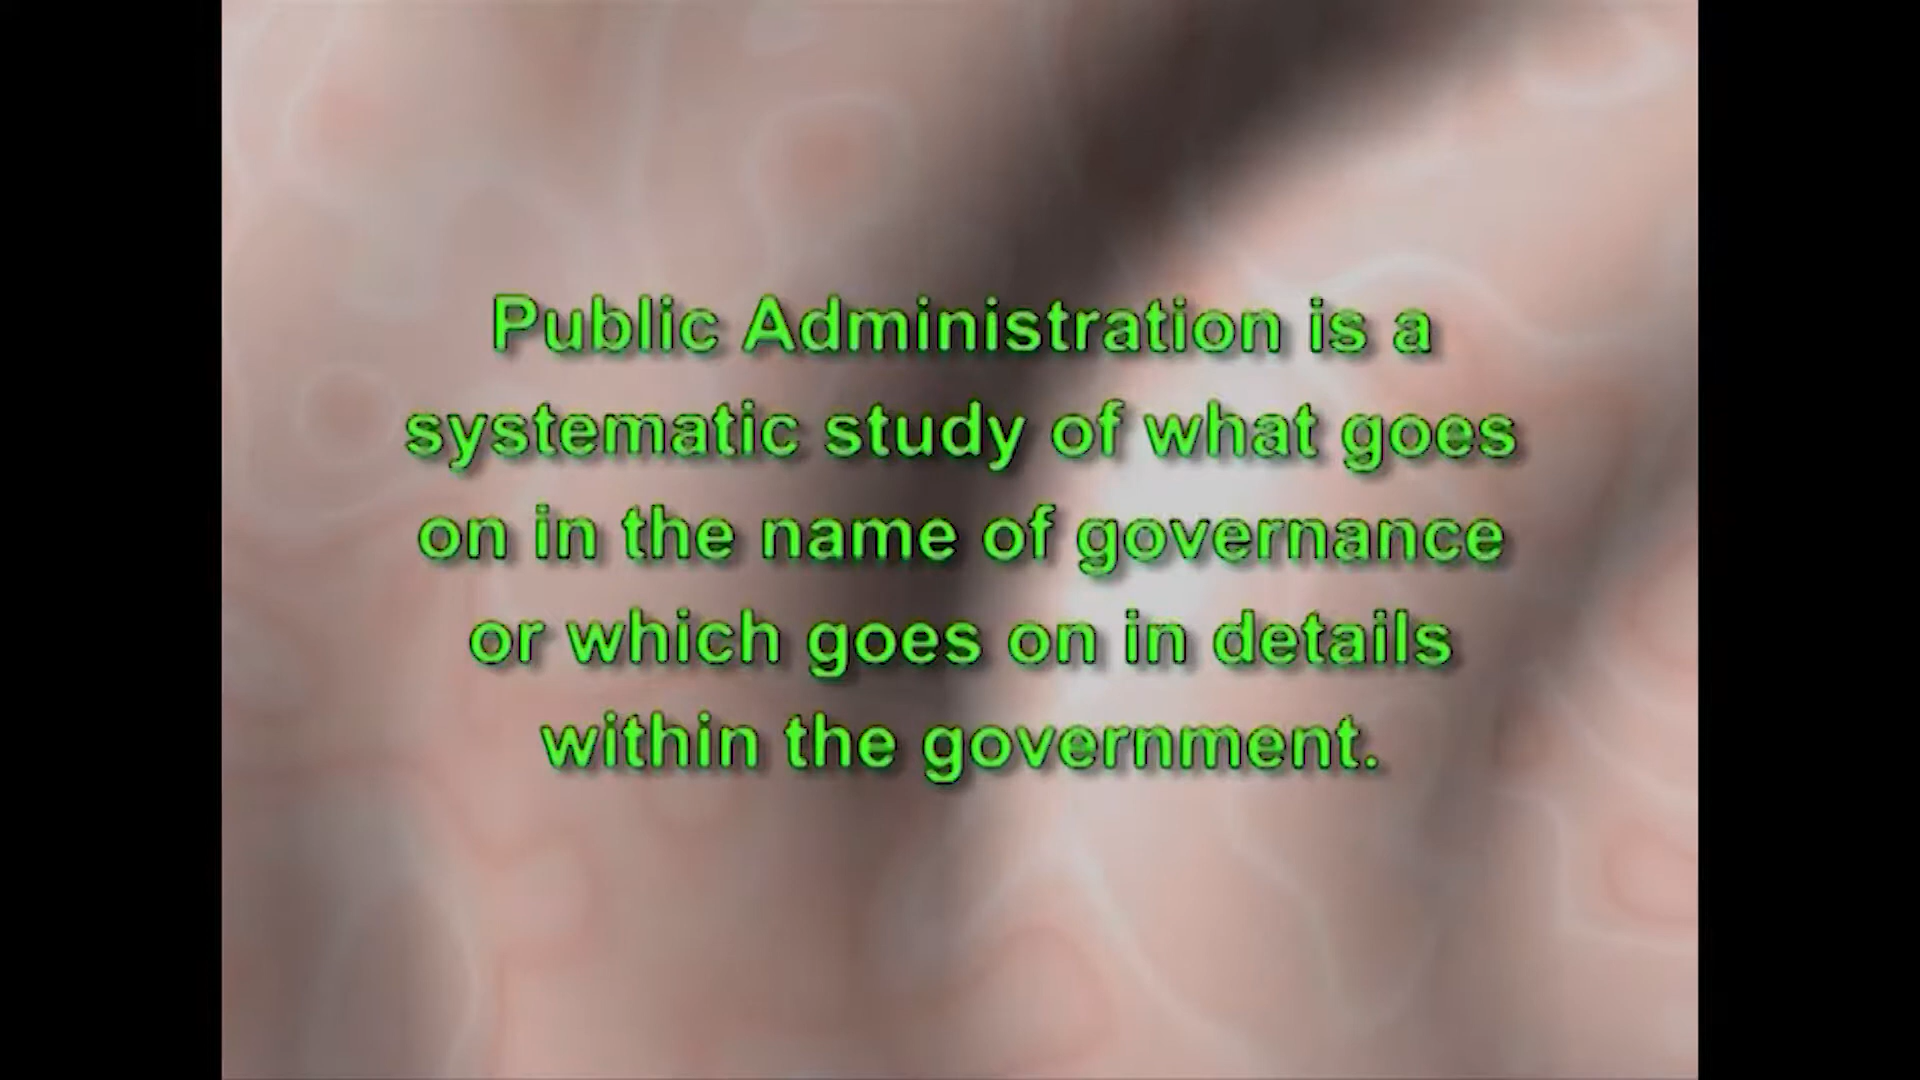 Public Administration is a
systematic study of what goes
on in the name of governance
or which goes on in details
within the government.